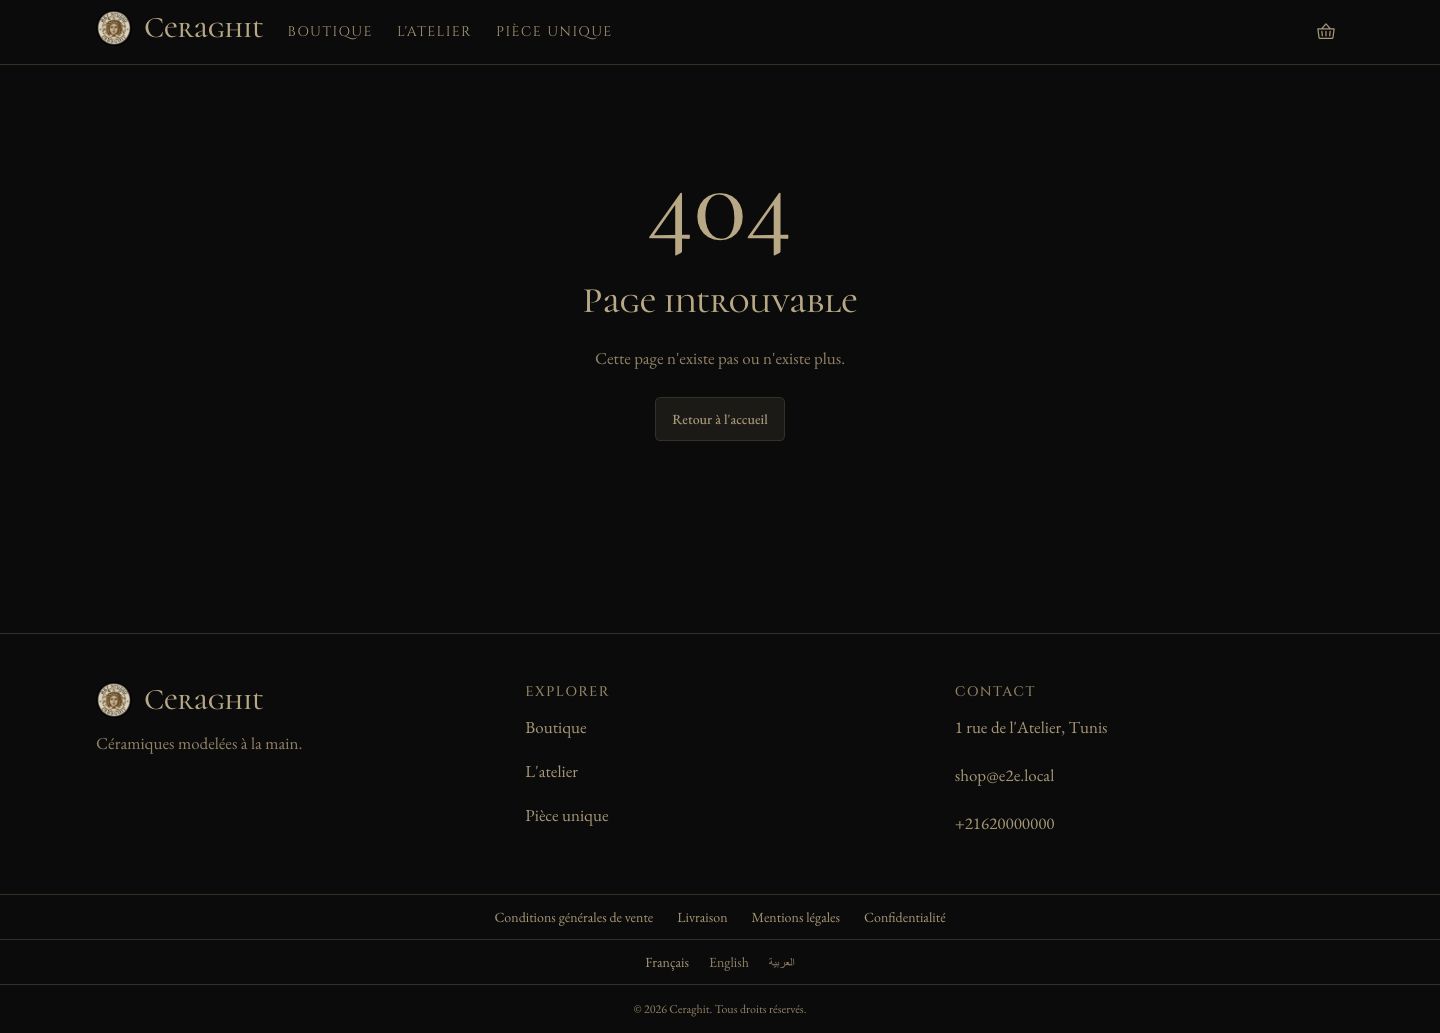 Ceraghit
BOUTIQUE L'ATELIER PIÈCE UNIQUE
404
Page introuvable
Cette page n'existe pas ou n'existe plus.
Retour à l'accueil
Ceraghit
Céramiques modelées à la main.
EXPLORER
Boutique
L'atelier
Pièce unique
CONTACT
1 rue de l'Atelier, Tunis
shop@e2e.local
+21620000000
Conditions générales de vente Livraison Mentions légales Confidentialité
Français English العربية
© 2026 Ceraghit. Tous droits réservés.